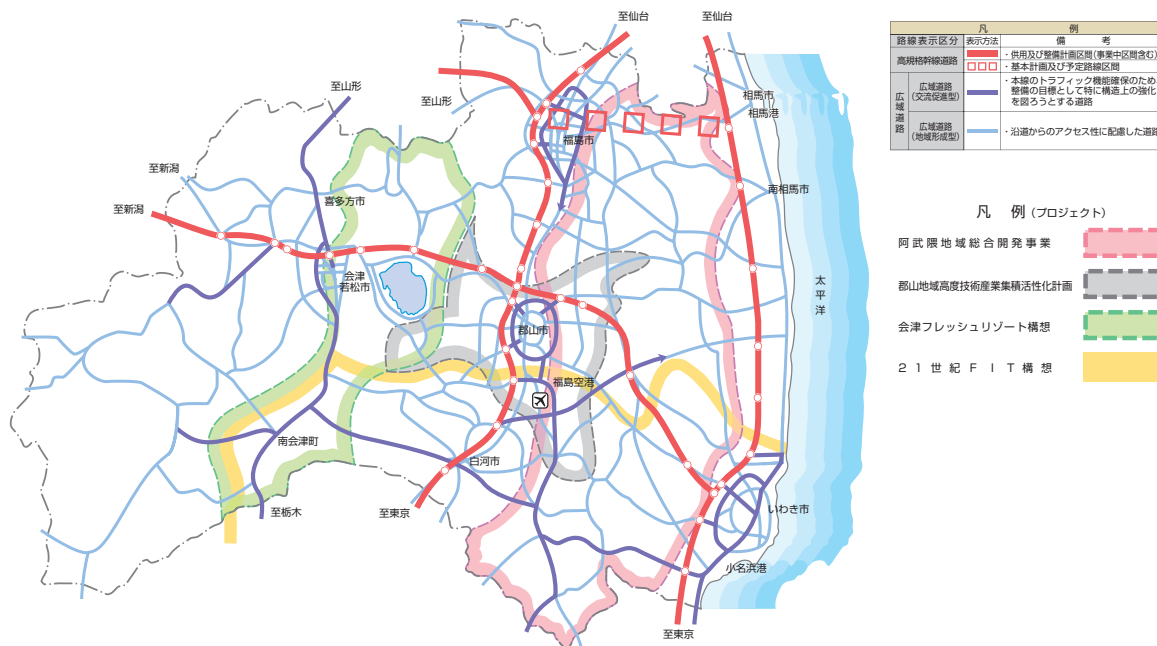 至仙台
至仙台
至山形
至山形
相馬市
相馬港
福島市
至新潟
南相馬市
喜多方市
至新潟
会津
若松市
太平洋
郡山市
福島空港
南会津町
白河市
至栃木
至東京
いわき市
小名浜港
至東京
凡 例
路線表示区分 表示方法 備 考
高規格幹線道路
・供用及び整備計画区間(事業中区間含む)
・基本計画及び予定路線区間
広域道路
広域道路
(交流促進型)
・本線のトラフィック機能確保のため
整備の目標として特に構造上の強化
を図ろうとする道路
広域道路
(地域形成型)
・沿道からのアクセス性に配慮した道路
凡 例(プロジェクト)
阿武隈地域総合開発事業
郡山地域高度技術産業集積活性化計画
会津フレッシュリゾート構想
21世紀FIT構想